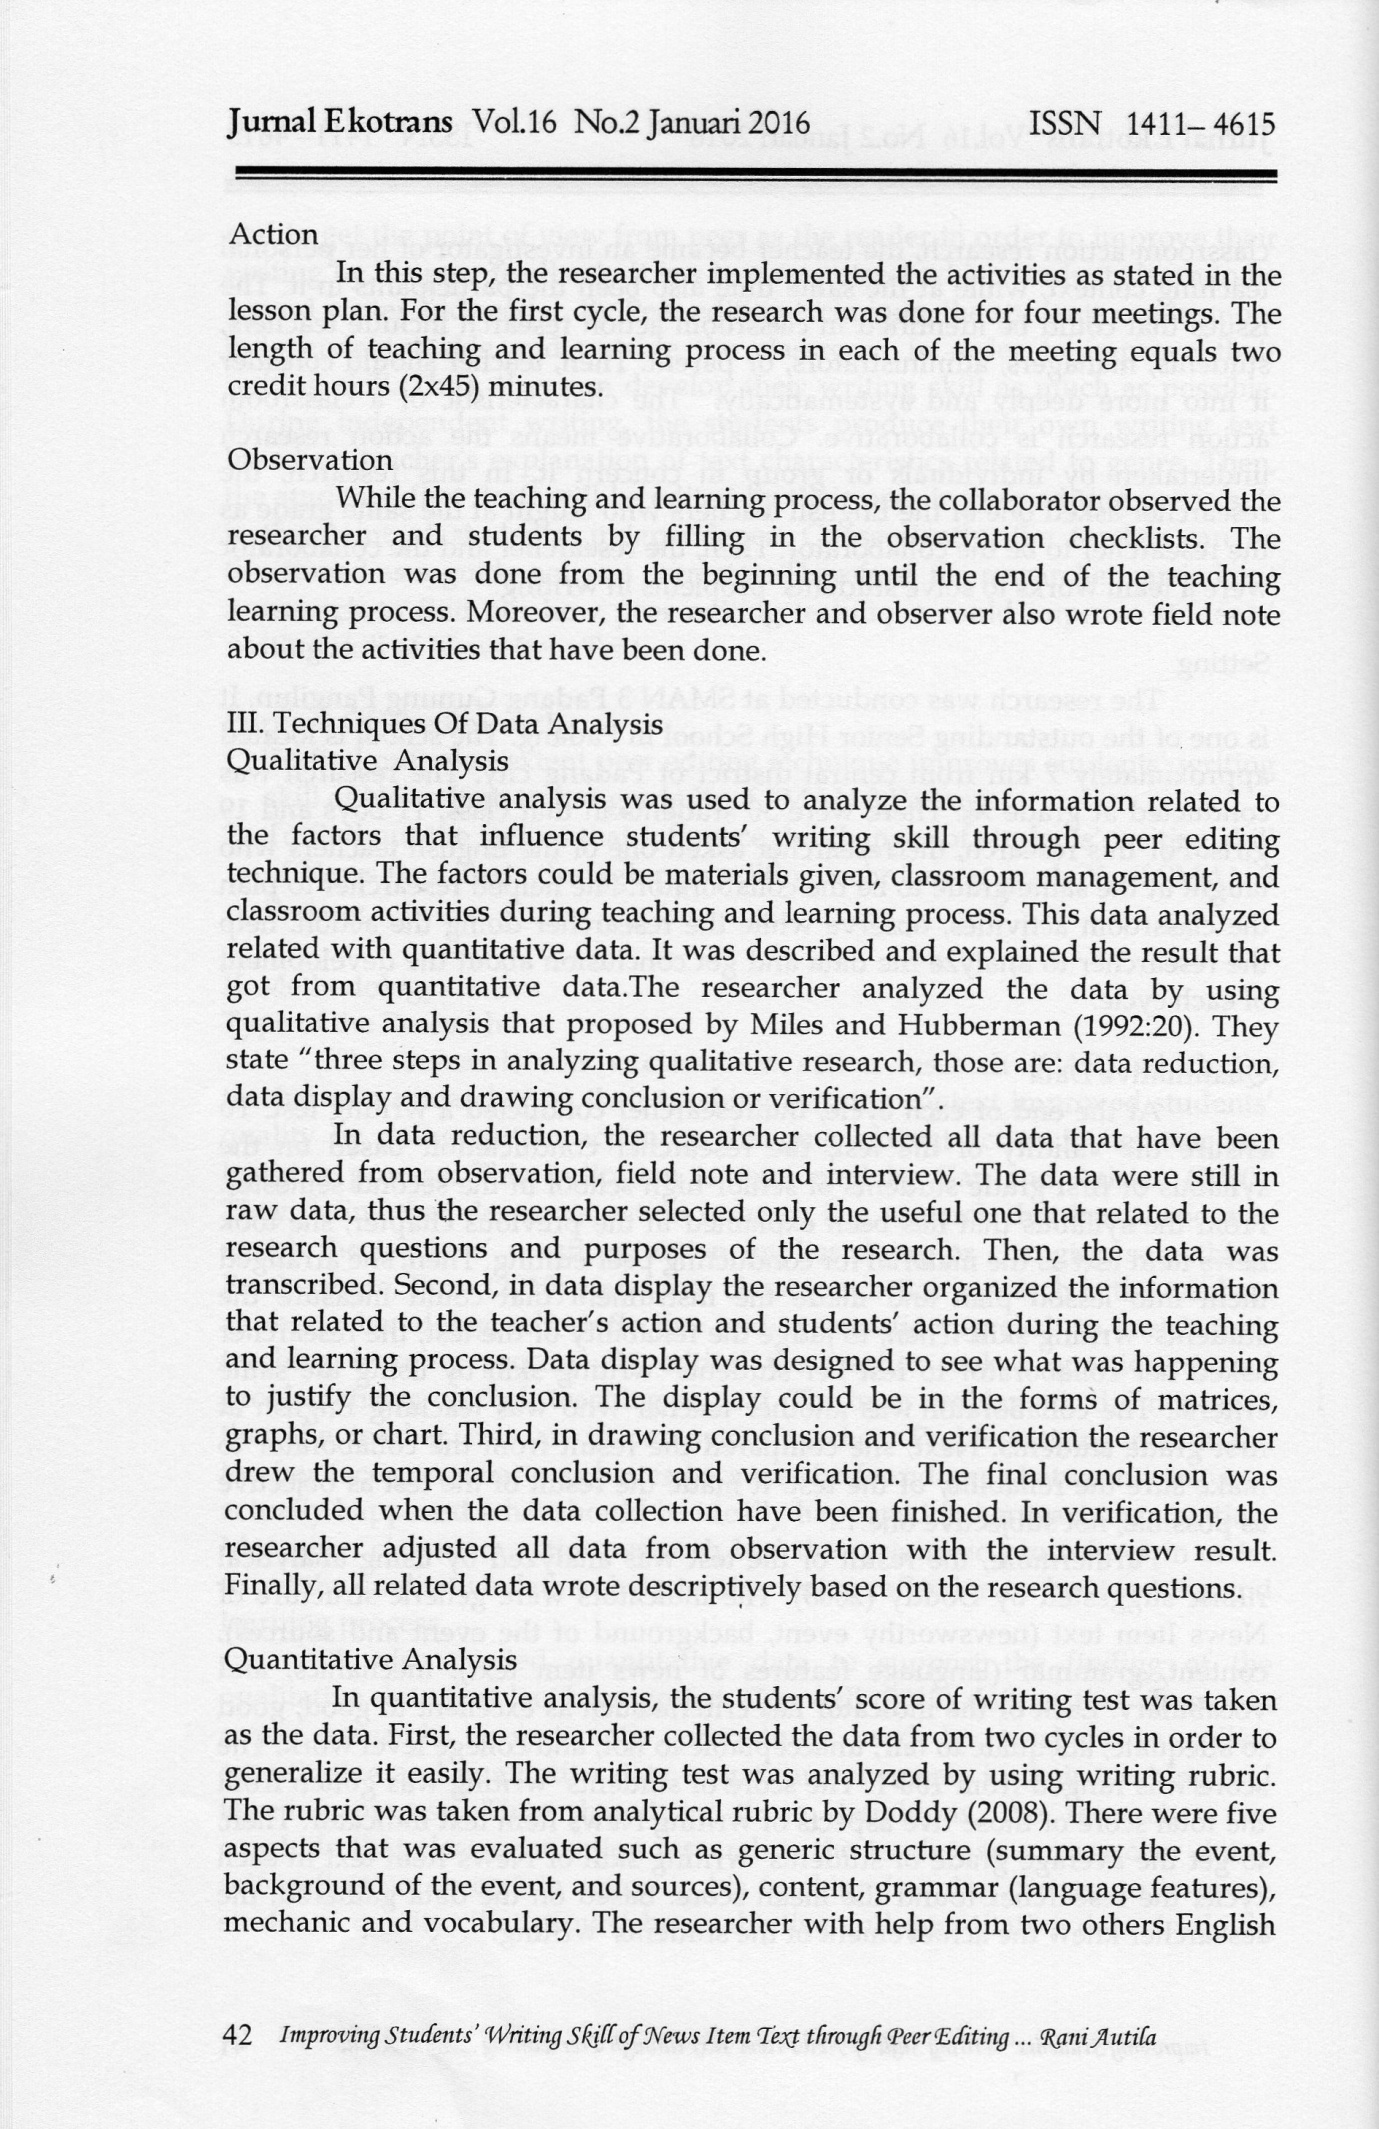 Jurnal Ekotrans Vol.16 No.2 Januari 2016 ISSN 1411– 4615
Action
In this step, the researcher implemented the activities as stated in the
lesson plan. For the first cycle, the research was done for four meetings. The
length of teaching and learning process in each of the meeting equals two
credit hours (2x45) minutes.
Observation
While the teaching and learning process, the collaborator observed the
researcher and students by filling in the observation checklists. The
observation was done from the beginning until the end of the teaching
learning process. Moreover, the researcher and observer also wrote field note
about the activities that have been done.
III. Techniques Of Data Analysis
Qualitative Analysis
Qualitative analysis was used to analyze the information related to
the factors that influence students' writing skill through peer editing
technique. The factors could be materials given, classroom management, and
classroom activities during teaching and learning process. This data analyzed
related with quantitative data. It was described and explained the result that
got from quantitative data.The researcher analyzed the data by using
qualitative analysis that proposed by Miles and Hubberman (1992:20). They
state "three steps in analyzing qualitative research, those are: data reduction,
data display and drawing conclusion or verification".
In data reduction, the researcher collected all data that have been
gathered from observation, field note and interview. The data were still in
raw data, thus the researcher selected only the useful one that related to the
research questions and purposes of the research. Then, the data was
transcribed. Second, in data display the researcher organized the information
that related to the teacher's action and students' action during the teaching
and learning process. Data display was designed to see what was happening
to justify the conclusion. The display could be in the forms of matrices,
graphs, or chart. Third, in drawing conclusion and verification the researcher
drew the temporal conclusion and verification. The final conclusion was
concluded when the data collection have been finished. In verification, the
researcher adjusted all data from observation with the interview result.
Finally, all related data wrote descriptively based on the research questions.
Quantitative Analysis
In quantitative analysis, the students' score of writing test was taken
as the data. First, the researcher collected the data from two cycles in order to
generalize it easily. The writing test was analyzed by using writing rubric.
The rubric was taken from analytical rubric by Doddy (2008). There were five
aspects that was evaluated such as generic structure (summary the event,
background of the event, and sources), content, grammar (language features),
mechanic and vocabulary. The researcher with help from two others English
42 Improving Students' Writing Skill of News Item Text through Peer Editing ... Rani Autila